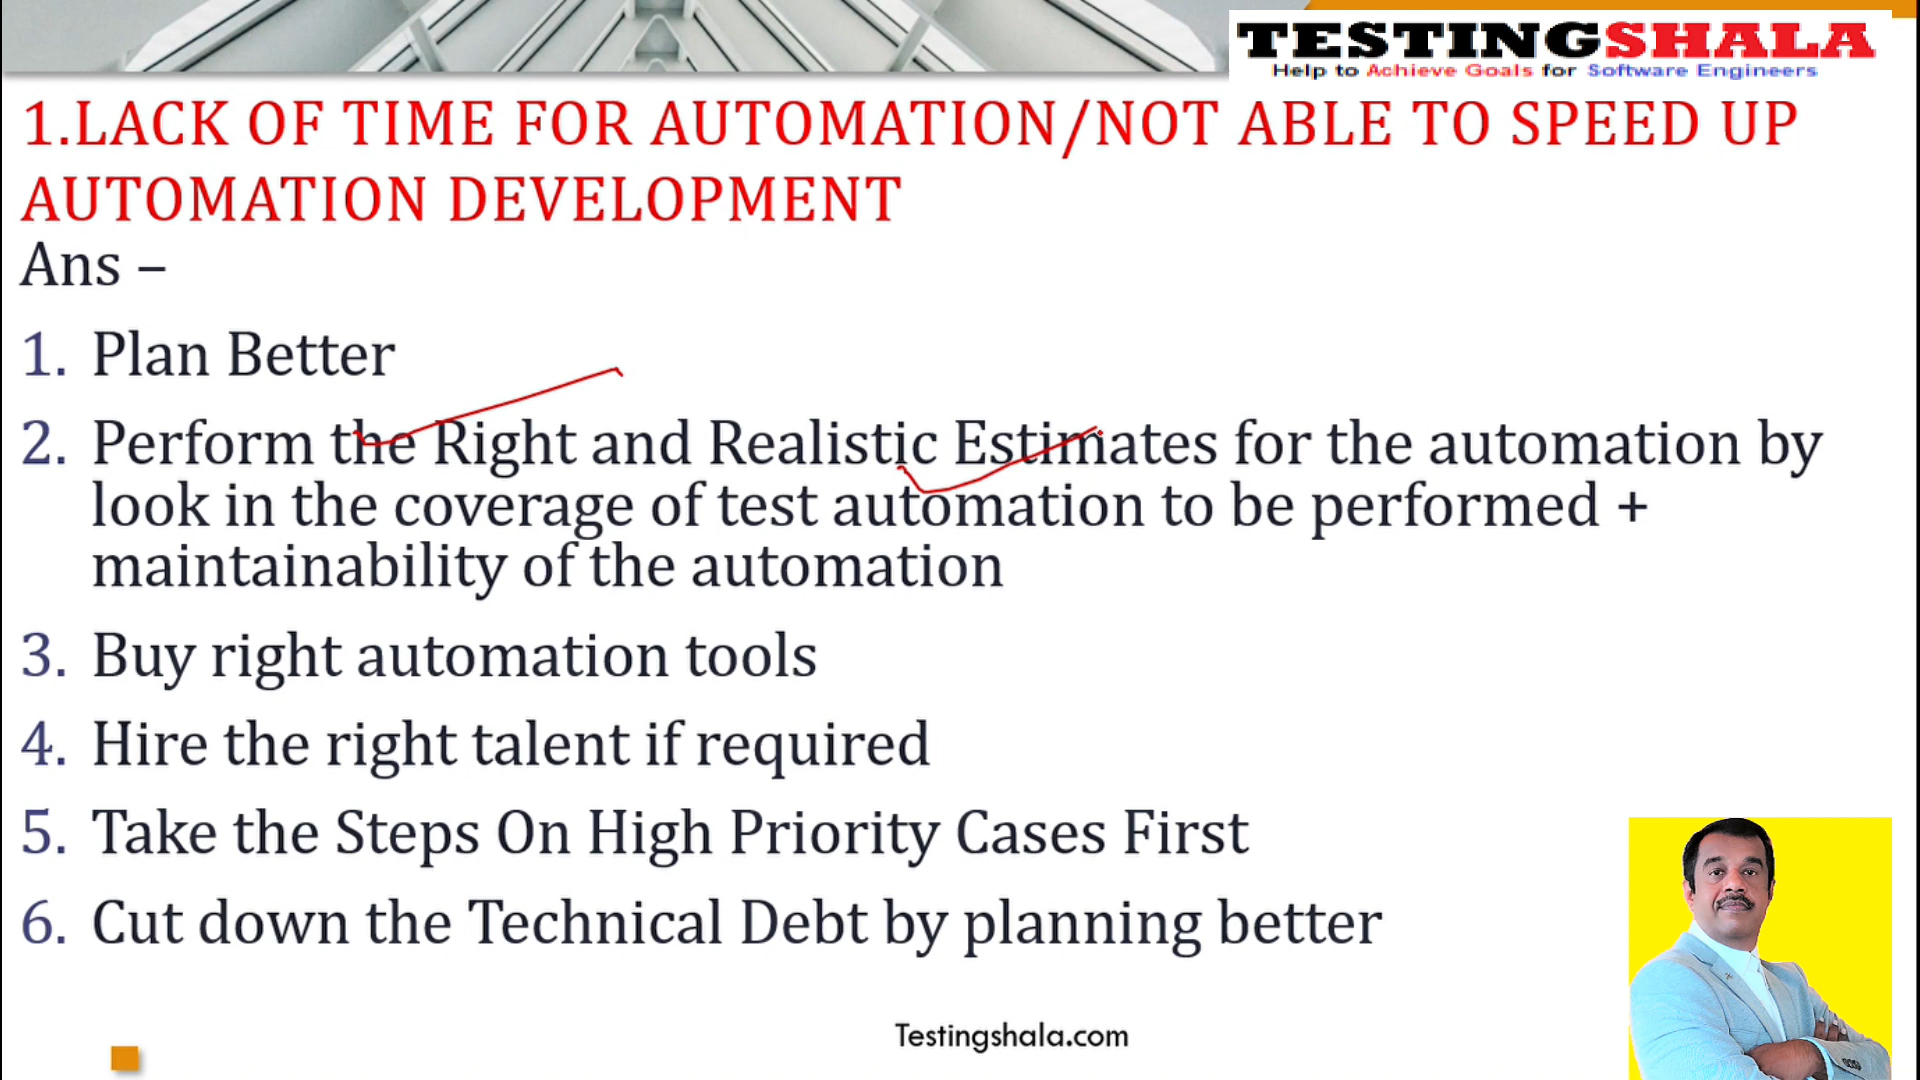 TESTINGSHALA
Help to Achieve Goals for Software Engineers
1.LACK OF TIME FOR AUTOMATION/NOT ABLE TO SPEED UP
AUTOMATION DEVELOPMENT
Ans –
1. Plan Better
2. Perform the Right and Realistic Estimates for the automation by
look in the coverage of test automation to be performed +
maintainability of the automation
3. Buy right automation tools
4. Hire the right talent if required
5. Take the Steps On High Priority Cases First
6. Cut down the Technical Debt by planning better
Testingshala.com